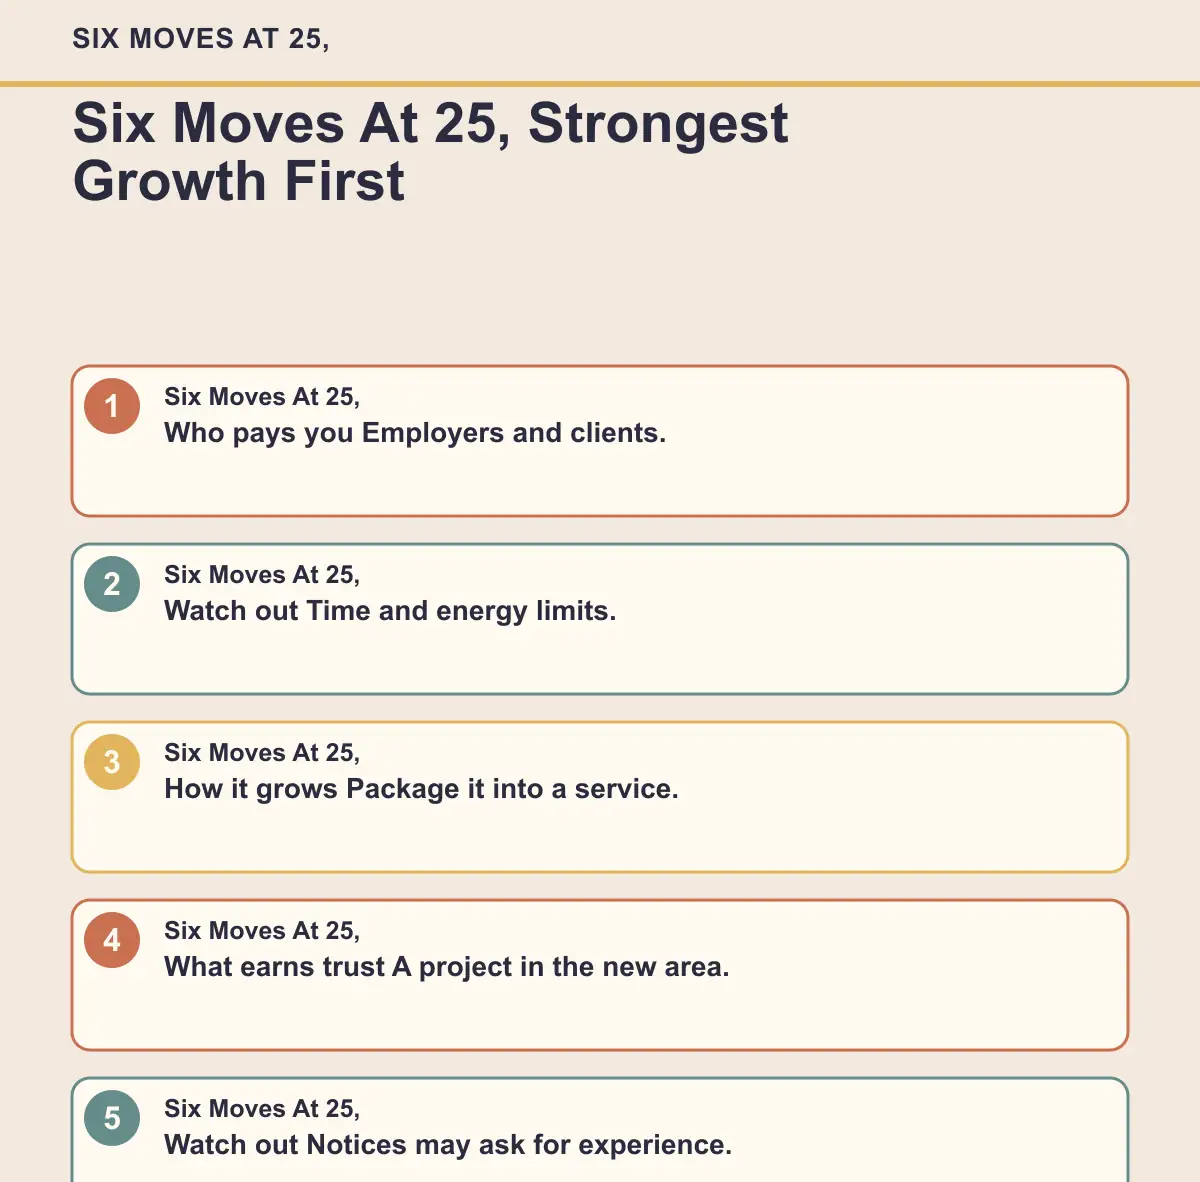 SIX MOVES AT 25,
Six Moves At 25, Strongest
Growth First
1
Six Moves At 25,
Who pays you Employers and clients.
2
Six Moves At 25,
Watch out Time and energy limits.
3
Six Moves At 25,
How it grows Package it into a service.
4
Six Moves At 25,
What earns trust A project in the new area.
5
Six Moves At 25,
Watch out Notices may ask for experience.